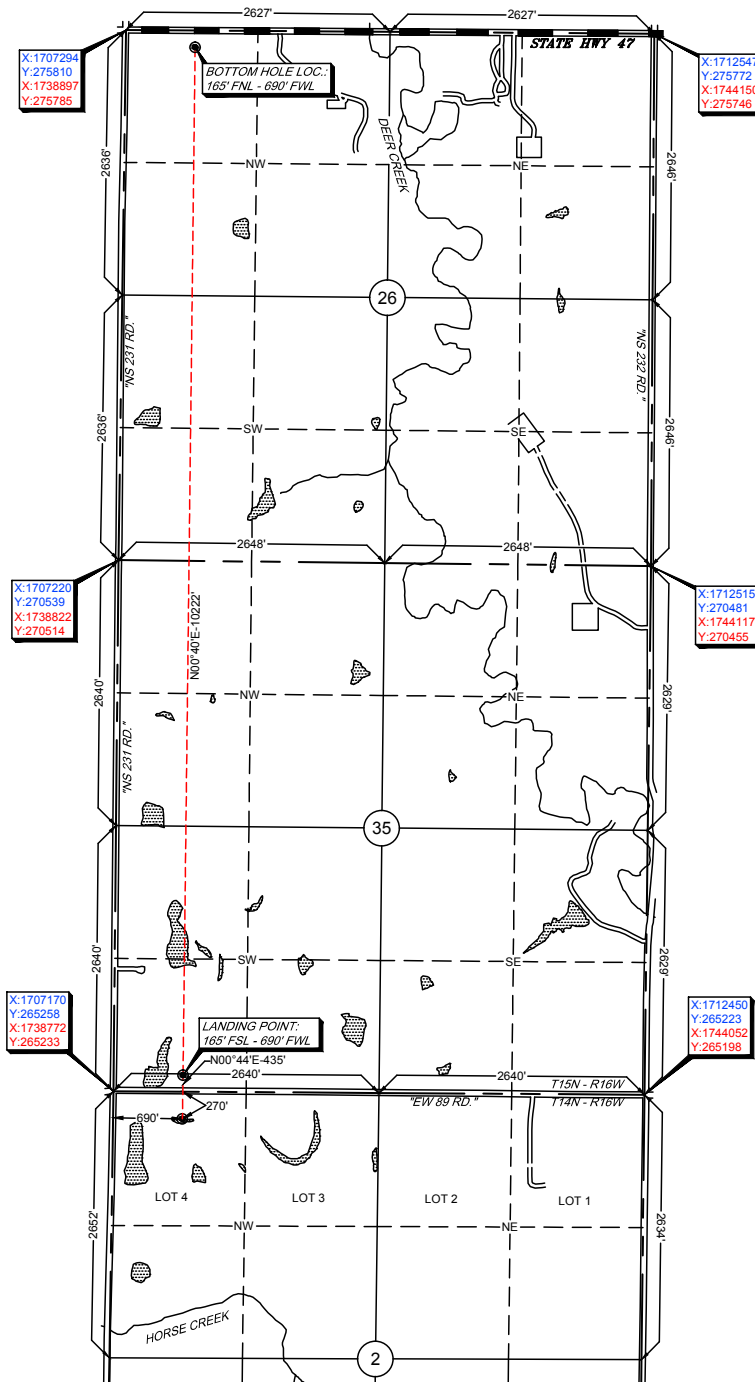 2627'
2627'
STATE HWY 47
X:1707294
Y:275810
X:1738897
Y:275785
X:1712547
Y:275772
X:1744150
Y:275746
BOTTOM HOLE LOC.:
165' FNL - 690' FWL
DEER CREEK
2636'
NW
NE
2646'
26
"NS 231 RD."
"NS 232 RD."
2636'
SW
SE
2646'
2648'
2648'
X:1707220
Y:270539
X:1738822
Y:270514
X:1712515
Y:270481
X:1744117
Y:270455
N00°40'E-10222'
2640'
NW
NE
2629'
"NS 231 RD."
35
2640'
SW
SE
2629'
X:1707170
Y:265258
X:1738772
Y:265233
X:1712450
Y:265223
X:1744052
Y:265198
LANDING POINT:
165' FSL - 690' FWL
N00°44'E-435'
2640'
2640'
T15N - R16W
"EW 89 RD."
T14N - R16W
270'
690'
LOT 4
LOT 3
LOT 2
LOT 1
2652'
NW
NE
2634'
HORSE CREEK
2